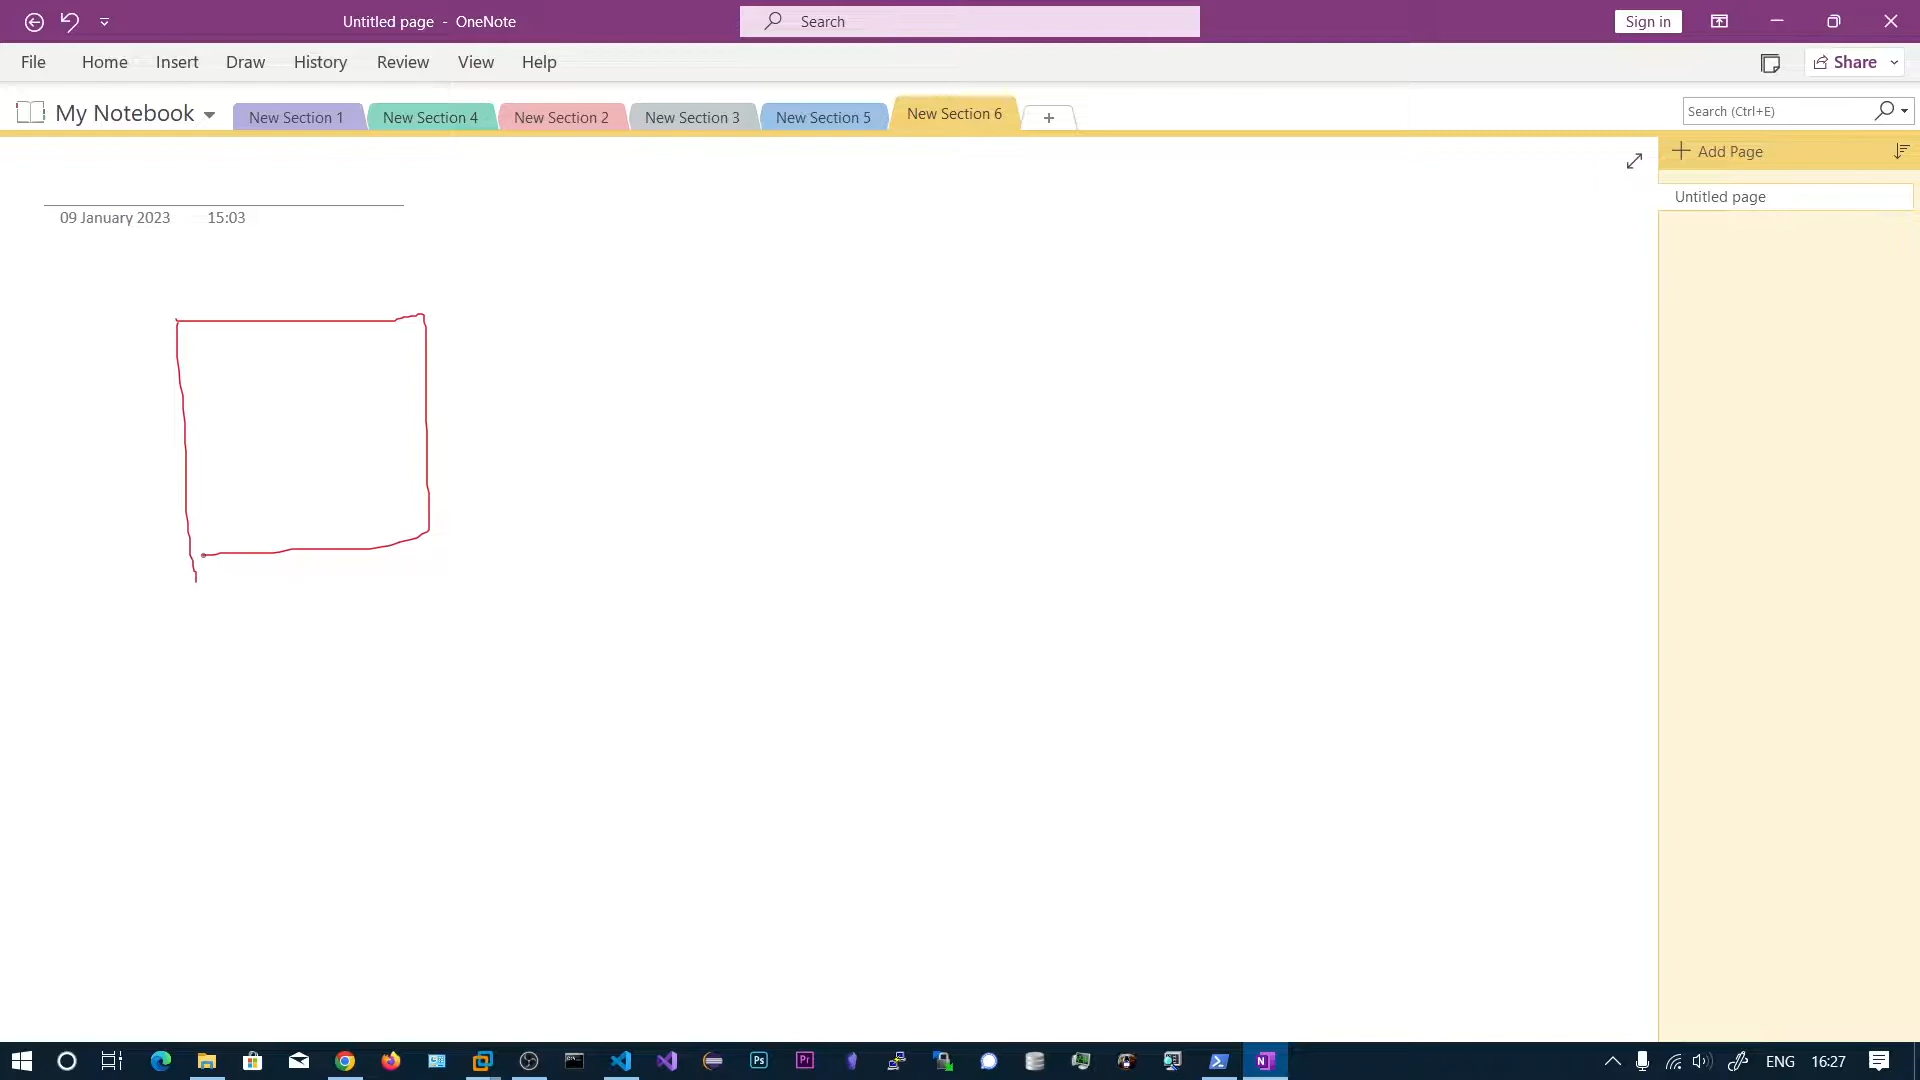 Untitled page - OneNote
Search
Sign in
File Home Insert Draw History Review View Help
Share
My Notebook
New Section 1
New Section 4
New Section 2
New Section 3
New Section 5
New Section 6
Search (Ctrl+E)
Add Page
Untitled page
09 January 2023 15:03
Ps
Pr
N
ENG
16:27